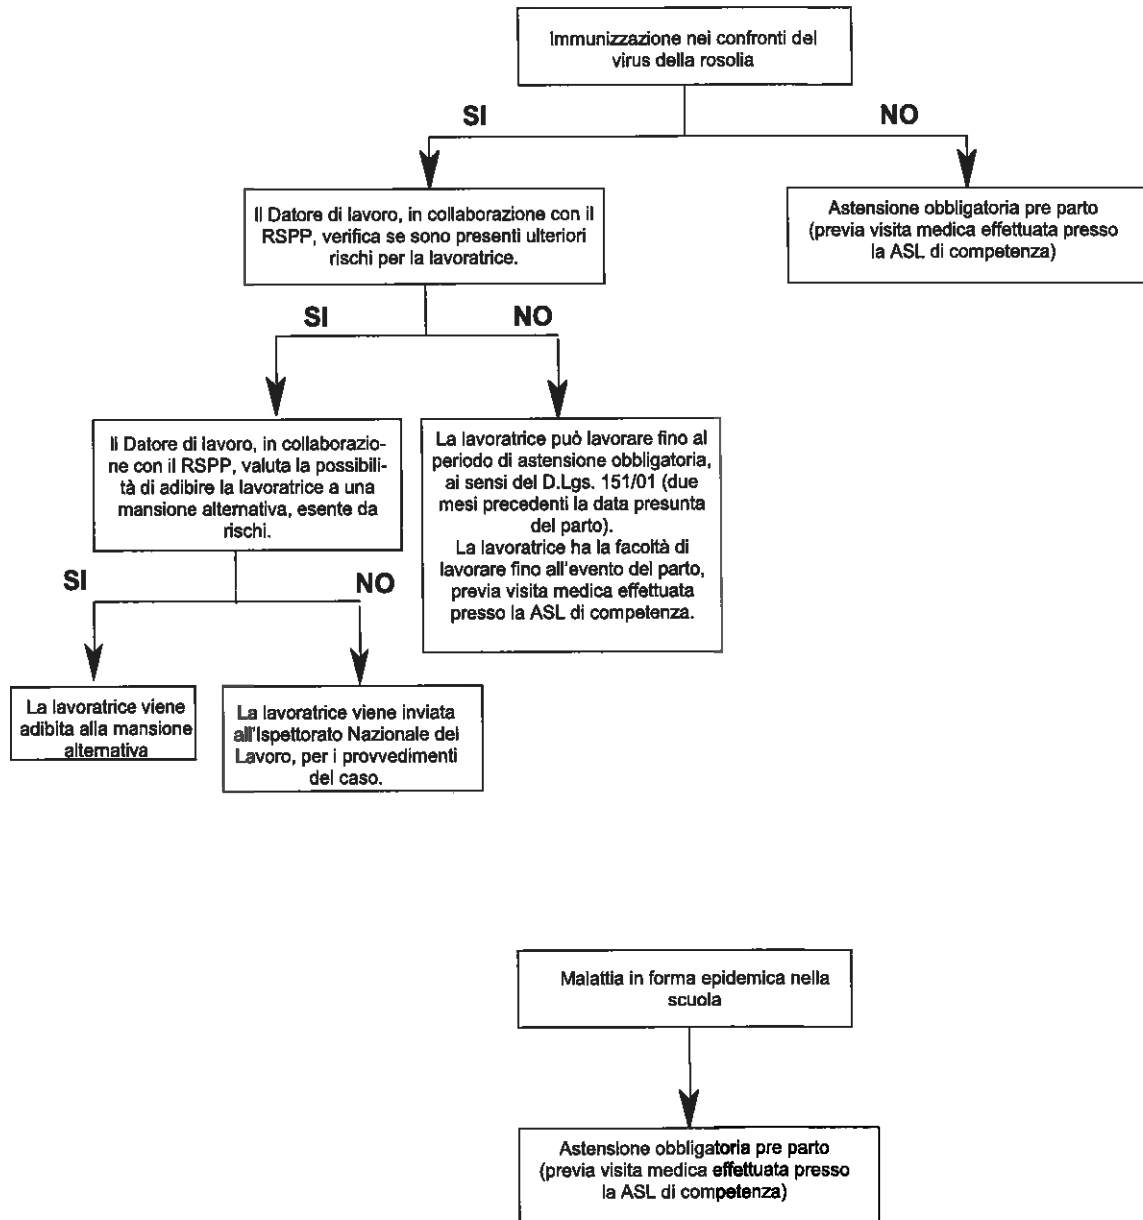 Immunizzazione nei confronti del
virus della rosolia
SI
NO
Il Datore di lavoro, in collaborazione con il
RSPP, verifica se sono presenti ulteriori
rischi per la lavoratrice.
Astensione obbligatoria pre parto
(previa visita medica effettuata presso
la ASL di competenza)
SI
NO
Il Datore di lavoro, in collaborazio-
ne con il RSPP, valuta la possibili-
tà di adibire la lavoratrice a una
mansione alternativa, esente da
rischi.
La lavoratrice può lavorare fino al
periodo di astensione obbligatoria,
ai sensi del D.Lgs. 151/01 (due
mesi precedenti la data presunta
del parto).
La lavoratrice ha la facoltà di
lavorare fino all'evento del parto,
previa visita medica effettuata
presso la ASL di competenza.
SI
NO
La lavoratrice viene
adibita alla mansione
alternativa
La lavoratrice viene inviata
all'Ispettorato Nazionale del
Lavoro, per i provvedimenti
del caso.
Malattia in forma epidemica nella
scuola
Astensione obbligatoria pre parto
(previa visita medica effettuata presso
la ASL di competenza)